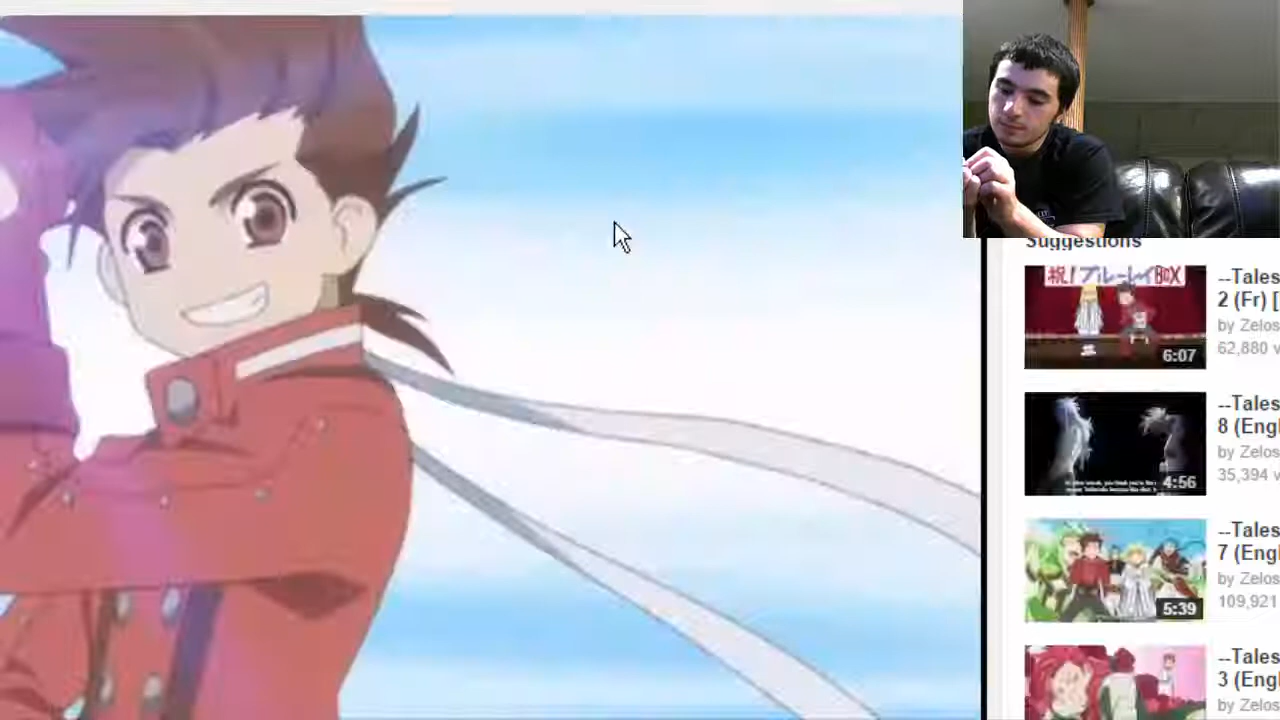 Suggestions
祝!ブルーレイBOX
6:07
--Tales
2 (Fr) [
by Zelos
62,880 v
4:56
--Tales
8 (Engl
by Zelos
35,394 v
5:39
--Tales
7 (Engl
by Zelos
109,921
--Tales
3 (Engl
by Zelos